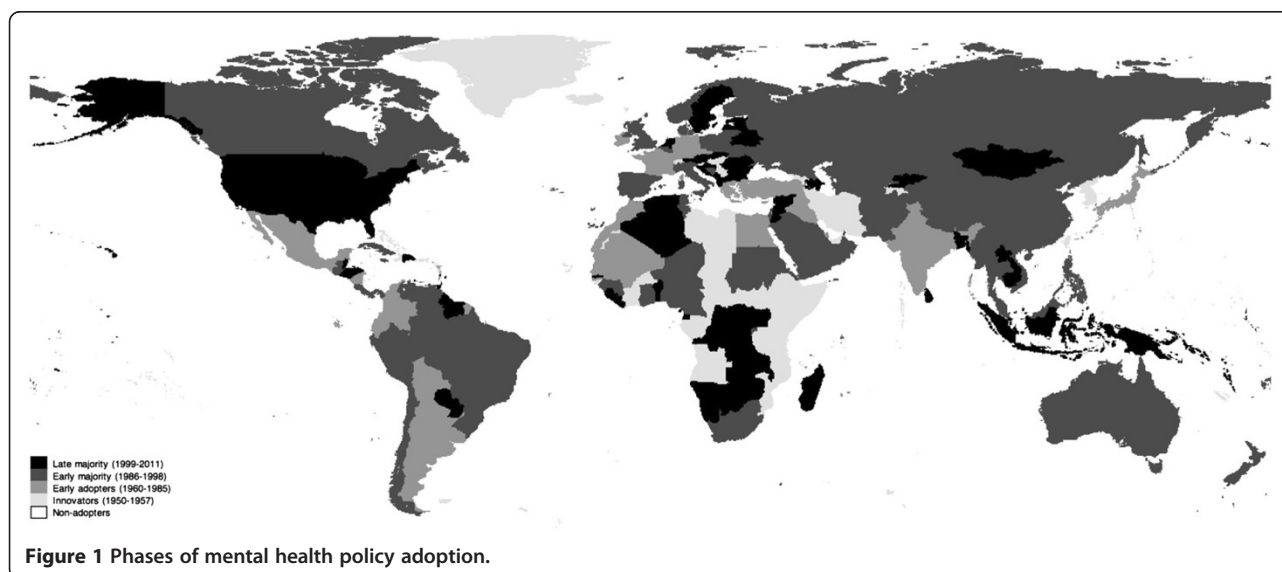 Late majority (1999-2011)
Early majority (1986-1998)
Early adopters (1960-1985)
Innovators (1950-1957)
Non-adopters
Figure 1 Phases of mental health policy adoption.